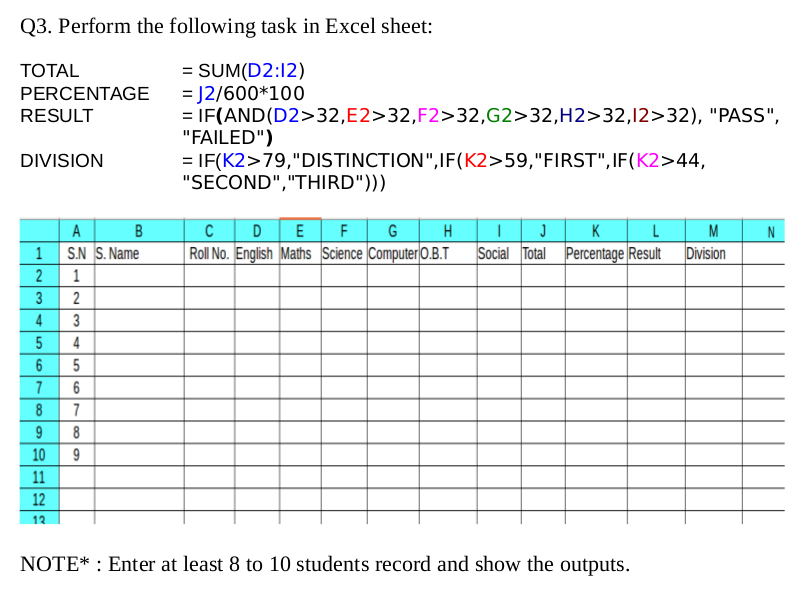 Q3. Perform the following task in Excel sheet:
TOTAL = SUM(D2:I2)
PERCENTAGE = J2/600*100
RESULT = IF(AND(D2>32,E2>32,F2>32,G2>32,H2>32,I2>32), "PASS",
"FAILED")
DIVISION = IF(K2>79,"DISTINCTION",IF(K2>59,"FIRST",IF(K2>44,
"SECOND","THIRD")))
A B C D E F G H I J K L M N
1 S.N S. Name Roll No. English Maths Science Computer O.B.T Social Total Percentage Result Division
2 1
3 2
4 3
5 4
6 5
7 6
8 7
9 8
10 9
11
12
13
NOTE* : Enter at least 8 to 10 students record and show the outputs.